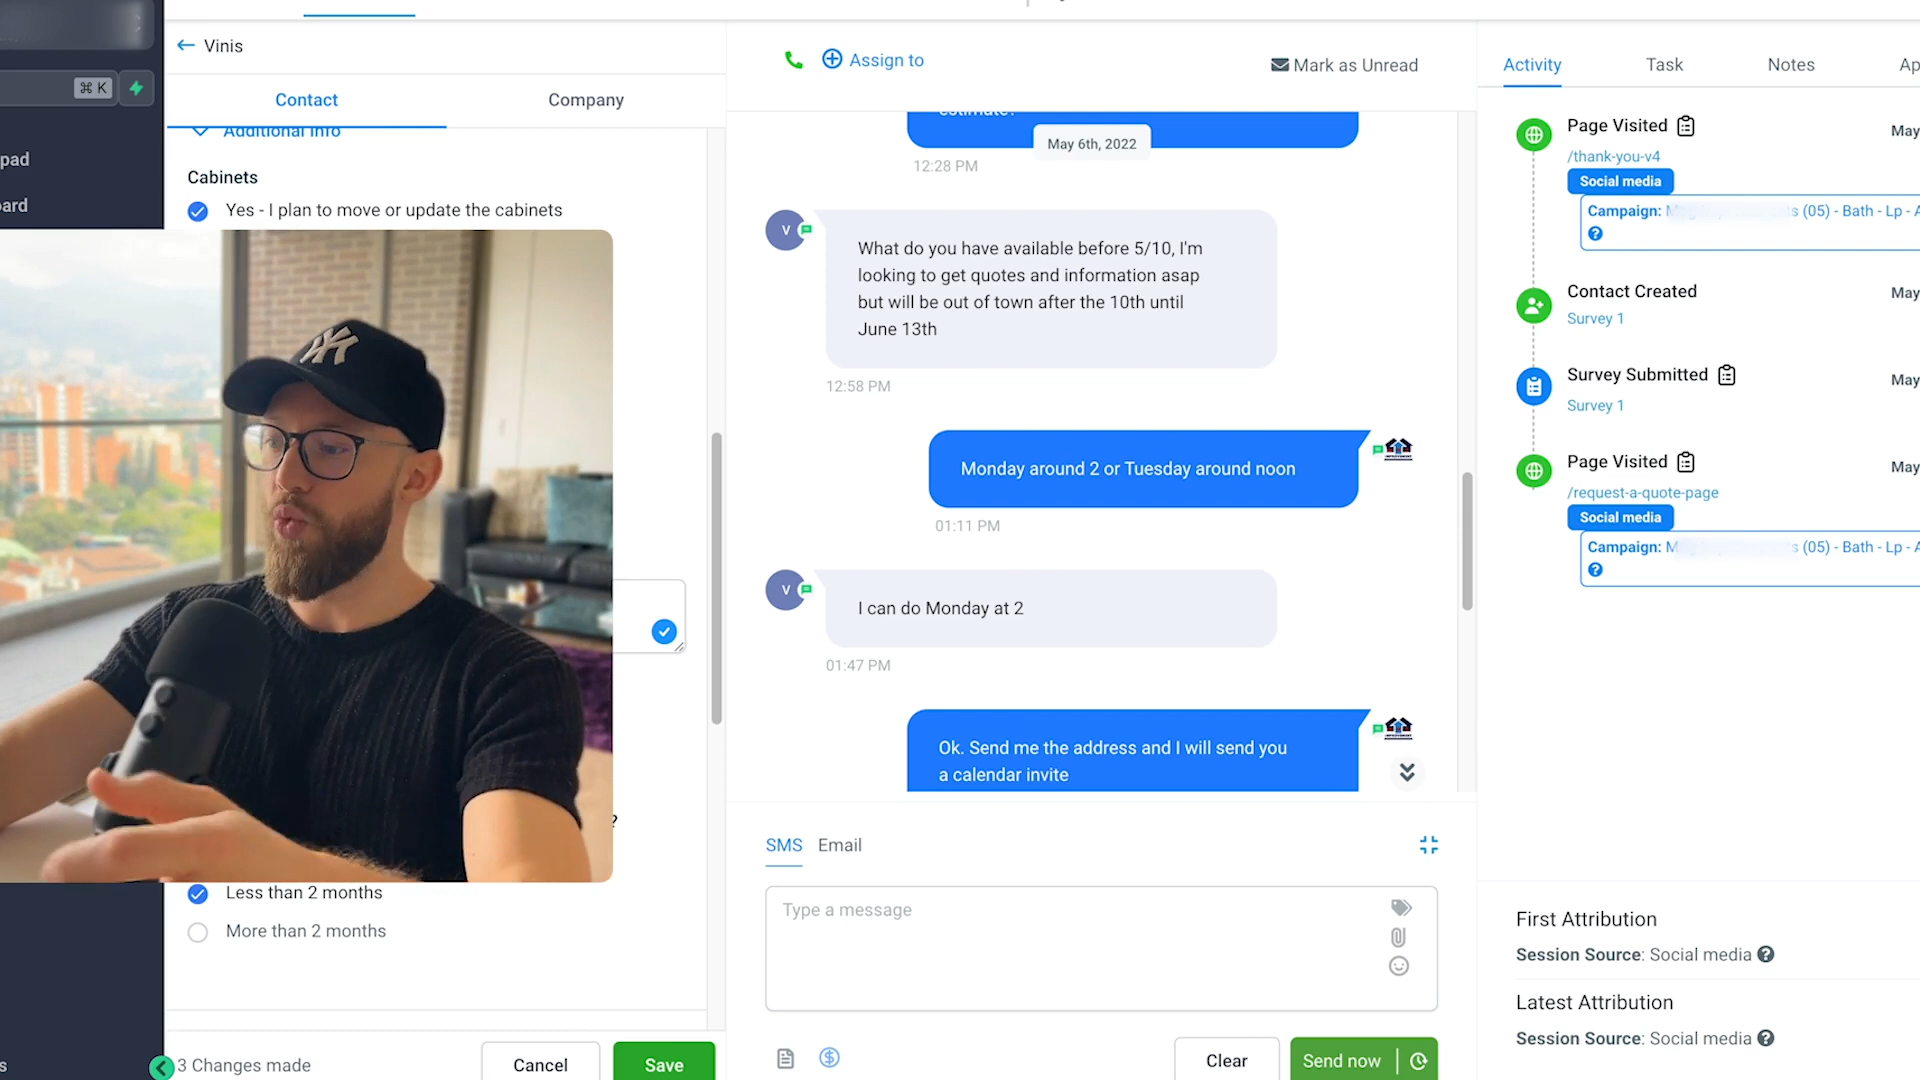 Vinis
Contact
Company
Additional Info
Cabinets
Yes - I plan to move or update the cabinets
⌘ K
pad
ard
Less than 2 months
More than 2 months
3 Changes made
Cancel
Save
Assign to
Mark as Unread
estimate?
May 6th, 2022
12:28 PM
V
What do you have available before 5/10, I'm
looking to get quotes and information asap
but will be out of town after the 10th until
June 13th
12:58 PM
Monday around 2 or Tuesday around noon
01:11 PM
V
I can do Monday at 2
01:47 PM
Ok. Send me the address and I will send you
a calendar invite
SMS
Email
Type a message
Clear
Send now
Activity
Task
Notes
Ap
Page Visited
May
/thank-you-v4
Social media
Campaign: (05) - Bath - Lp - A
Contact Created
May
Survey 1
Survey Submitted
May
Survey 1
Page Visited
May
/request-a-quote-page
Social media
Campaign: (05) - Bath - Lp - A
First Attribution
Session Source: Social media
Latest Attribution
Session Source: Social media